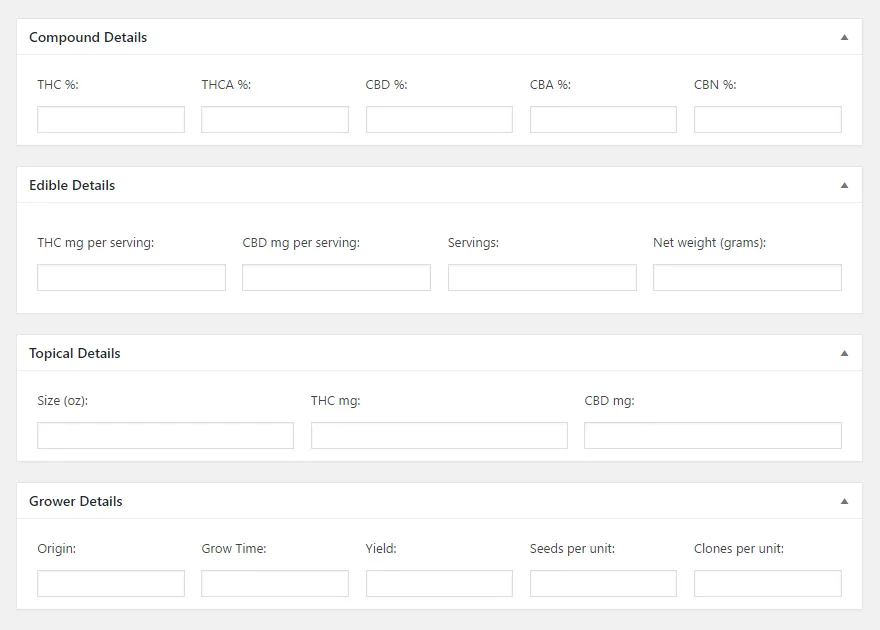 Compound Details
THC %: THCA %: CBD %: CBA %: CBN %:
Edible Details
THC mg per serving: CBD mg per serving: Servings: Net weight (grams):
Topical Details
Size (oz): THC mg: CBD mg:
Grower Details
Origin: Grow Time: Yield: Seeds per unit: Clones per unit: